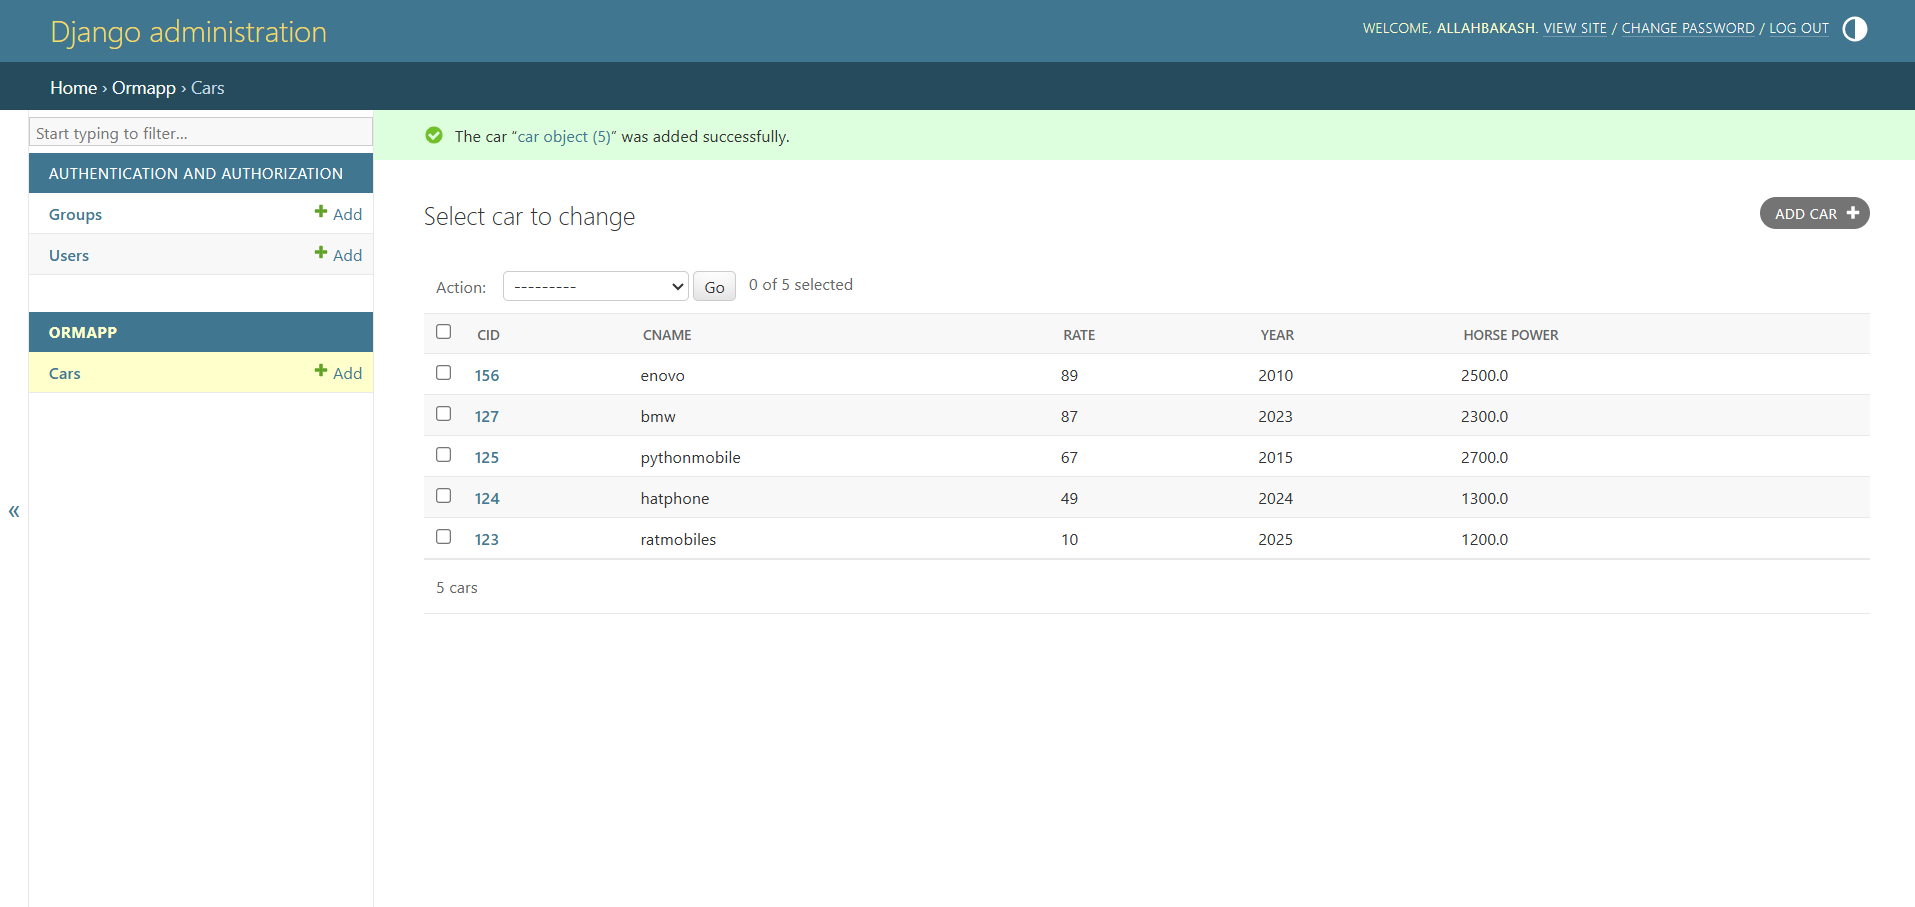 Django administration
WELCOME, ALLAHBAKASH. VIEW SITE / CHANGE PASSWORD / LOG OUT
Home › Ormapp › Cars
Start typing to filter...
AUTHENTICATION AND AUTHORIZATION
Groups + Add
Users + Add
ORMAPP
Cars + Add
«
The car “car object (5)” was added successfully.
Select car to change
ADD CAR +
Action: --------- Go 0 of 5 selected
CID CNAME RATE YEAR HORSE POWER
156 enovo 89 2010 2500.0
127 bmw 87 2023 2300.0
125 pythonmobile 67 2015 2700.0
124 hatphone 49 2024 1300.0
123 ratmobiles 10 2025 1200.0
5 cars